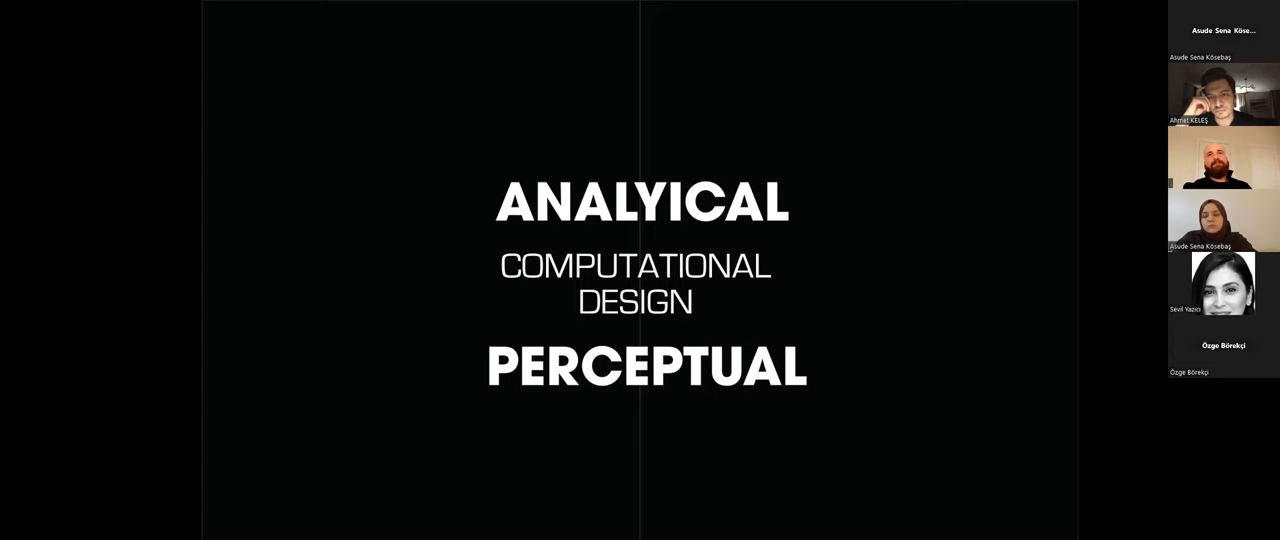 ANALYICAL
COMPUTATIONAL
DESIGN
PERCEPTUAL
Asude Sena Köse...
Asude Sena Kösebaş
Ahmet KELEŞ
Asude Sena Kösebaş
Sevil Yazıcı
Özge Börekçi
Özge Börekçi